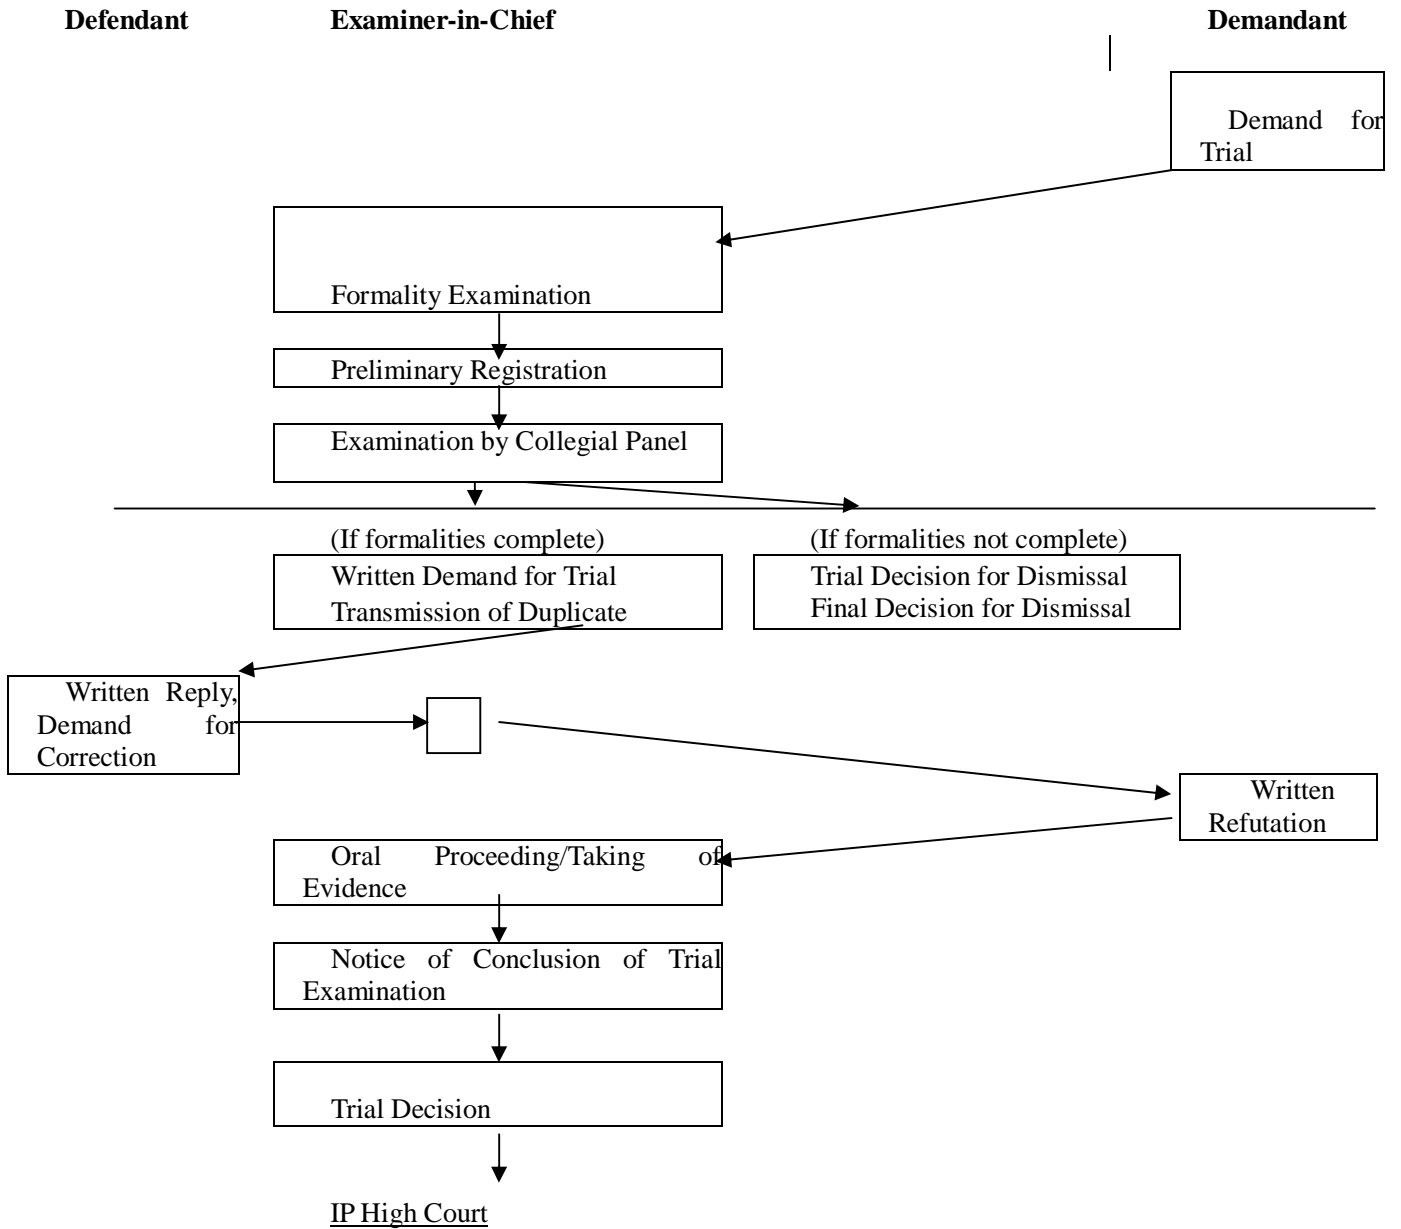 Defendant Examiner-in-Chief Demandant
Demand for
Trial
Formality Examination
Preliminary Registration
Examination by Collegial Panel
(If formalities complete) (If formalities not complete)
Written Demand for Trial Trial Decision for Dismissal
Transmission of Duplicate Final Decision for Dismissal
Written Reply,
Demand for
Correction
Written
Refutation
Oral Proceeding/Taking of
Evidence
Notice of Conclusion of Trial
Examination
Trial Decision
IP High Court